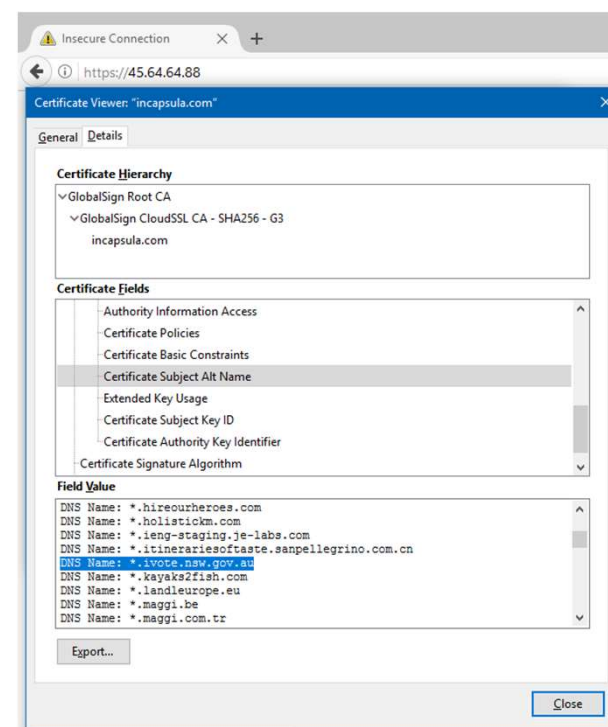 Insecure Connection
https://45.64.64.88
Certificate Viewer: "incapsula.com"
General Details
Certificate Hierarchy
GlobalSign Root CA
GlobalSign CloudSSL CA - SHA256 - G3
incapsula.com
Certificate Fields
Authority Information Access
Certificate Policies
Certificate Basic Constraints
Certificate Subject Alt Name
Extended Key Usage
Certificate Subject Key ID
Certificate Authority Key Identifier
Certificate Signature Algorithm
Field Value
DNS Name: *.hireourheroes.com
DNS Name: *.holistickm.com
DNS Name: *.ieng-staging.je-labs.com
DNS Name: *.itinerariesoftaste.sanpellegrino.com.cn
DNS Name: *.ivote.nsw.gov.au
DNS Name: *.kayaks2fish.com
DNS Name: *.landleurope.eu
DNS Name: *.maggi.be
DNS Name: *.maggi.com.tr
Export...
Close